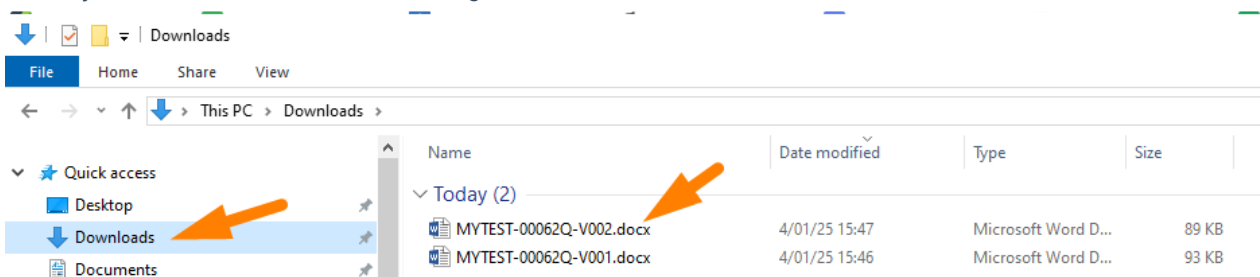 Downloads
File Home Share View
This PC > Downloads >
Name Date modified Type Size
Quick access
Today (2)
Desktop
MYTEST-00062Q-V002.docx 4/01/25 15:47 Microsoft Word D... 89 KB
Downloads
MYTEST-00062Q-V001.docx 4/01/25 15:46 Microsoft Word D... 93 KB
Documents